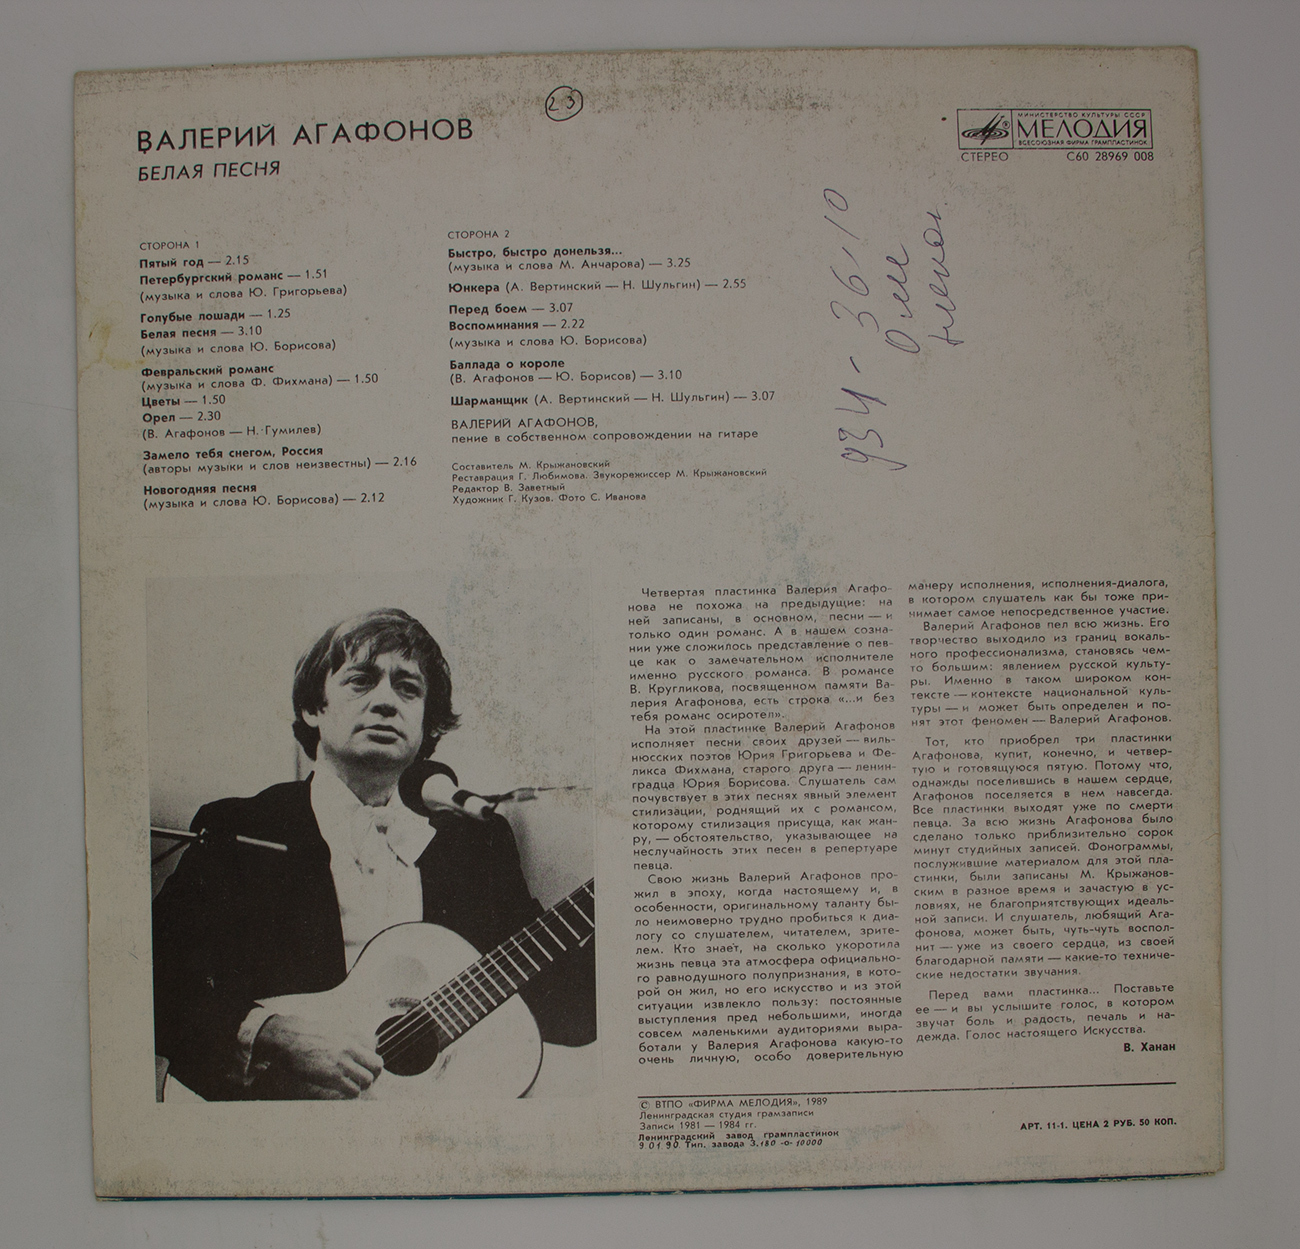 23
ВАЛЕРИЙ АГАФОНОВ
БЕЛАЯ ПЕСНЯ
МИНИСТЕРСТВО КУЛЬТУРЫ СССР
МЕЛОДИЯ
ВСЕСОЮЗНАЯ ФИРМА ГРАМПЛАСТИНОК
СТЕРЕО С60 28969 008
СТОРОНА 1
Пятый год — 2.15
Петербургский романс — 1.51
(музыка и слова Ю. Григорьева)
Голубые лошади — 1.25
Белая песня — 3.10
(музыка и слова Ю. Борисова)
Февральский романс
(музыка и слова Ф. Фихмана) — 1.50
Цветы — 1.50
Орел — 2.30
(В. Агафонов — Н. Гумилев)
Замело тебя снегом, Россия
(авторы музыки и слов неизвестны) — 2.16
Новогодняя песня
(музыка и слова Ю. Борисова) — 2.12
СТОРОНА 2
Быстро, быстро донельзя...
(музыка и слова М. Анчарова) — 3.25
Юнкера (А. Вертинский — Н. Шульгин) — 2.55
Перед боем — 3.07
Воспоминания — 2.22
(музыка и слова Ю. Борисова)
Баллада о короле
(В. Агафонов — Ю. Борисов) — 3.10
Шарманщик (А. Вертинский — Н. Шульгин) — 3.07
ВАЛЕРИЙ АГАФОНОВ,
пение в собственном сопровождении на гитаре
Составитель М. Крыжановский
Реставрация Г. Любимова. Звукорежиссер М. Крыжановский
Редактор В. Заветный
Художник Г. Кузов. Фото С. Иванова
934-36-10
Четвертая пластинка Валерия Агафо-
нова не похожа на предыдущие: на
ней записаны, в основном, песни — и
только один романс. А в нашем созна-
нии уже сложилось представление о пев-
це как о замечательном исполнителе
именно русского романса. В романсе
В. Кругликова, посвященном памяти Ва-
лерия Агафонова, есть строка «...и без
тебя романс осиротел».
На этой пластинке Валерий Агафонов
исполняет песни своих друзей — виль-
нюсских поэтов Юрия Григорьева и Фе-
ликса Фихмана, старого друга — ленин-
градца Юрия Борисова. Слушатель сам
почувствует в этих песнях явный элемент
стилизации, роднящий их с романсом,
которому стилизация присуща, как жан-
ру, — обстоятельство, указывающее на
неслучайность этих песен в репертуаре
певца.
Свою жизнь Валерий Агафонов про-
жил в эпоху, когда настоящему и, в
особенности, оригинальному таланту бы-
ло неимоверно трудно пробиться к диа-
логу со слушателем, читателем, зрите-
лем. Кто знает, на сколько укоротила
жизнь певца эта атмосфера официально-
го равнодушного полупризнания, в кото-
рой он жил, но его искусство и из этой
ситуации извлекло пользу: постоянные
выступления пред небольшими, иногда
совсем маленькими аудиториями выра-
ботали у Валерия Агафонова какую-то
очень личную, особо доверительную
манеру исполнения, исполнения-диалога,
в котором слушатель как бы тоже при-
нимает самое непосредственное участие.
Валерий Агафонов пел всю жизнь. Его
творчество выходило из границ вокаль-
ного профессионализма, становясь чем-
то большим: явлением русской культу-
ры. Именно в таком широком кон-
тексте — контексте национальной куль-
туры — и может быть определен и по-
нят этот феномен — Валерий Агафонов.
Тот, кто приобрел три пластинки
Агафонова, купит, конечно, и четвер-
тую и готовящуюся пятую. Потому что,
однажды поселившись в нашем сердце,
Агафонов поселяется в нем навсегда.
Все пластинки выходят уже по смерти
певца. За всю жизнь Агафонова было
сделано только приблизительно сорок
минут студийных записей. Фонограммы,
послужившие материалом для этой пла-
стинки, были записаны М. Крыжанов-
ским в разное время и зачастую в ус-
ловиях, не благоприятствующих идеаль-
ной записи. И слушатель, любящий Ага-
фонова, может быть, чуть-чуть воспол-
нит — уже из своего сердца, из своей
благодарной памяти — какие-то техниче-
ские недостатки звучания.
Перед вами пластинка... Поставьте
ее — и вы услышите голос, в котором
звучат боль и радость, печаль и на-
дежда. Голос настоящего Искусства.
В. Ханан
© ВТПО «ФИРМА МЕЛОДИЯ», 1989
Ленинградская студия грамзаписи
Записи 1981 — 1984 гг.
Ленинградский завод грампластинок
9.01.90. Тип. завода З.180 -0-10000
АРТ. 11-1. ЦЕНА 2 РУБ. 50 КОП.